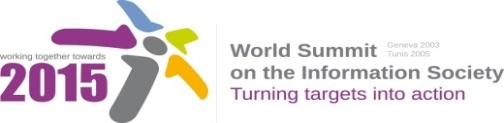 working together towards
2015
World Summit Geneva 2003
Tunis 2005
on the Information Society
Turning targets into action